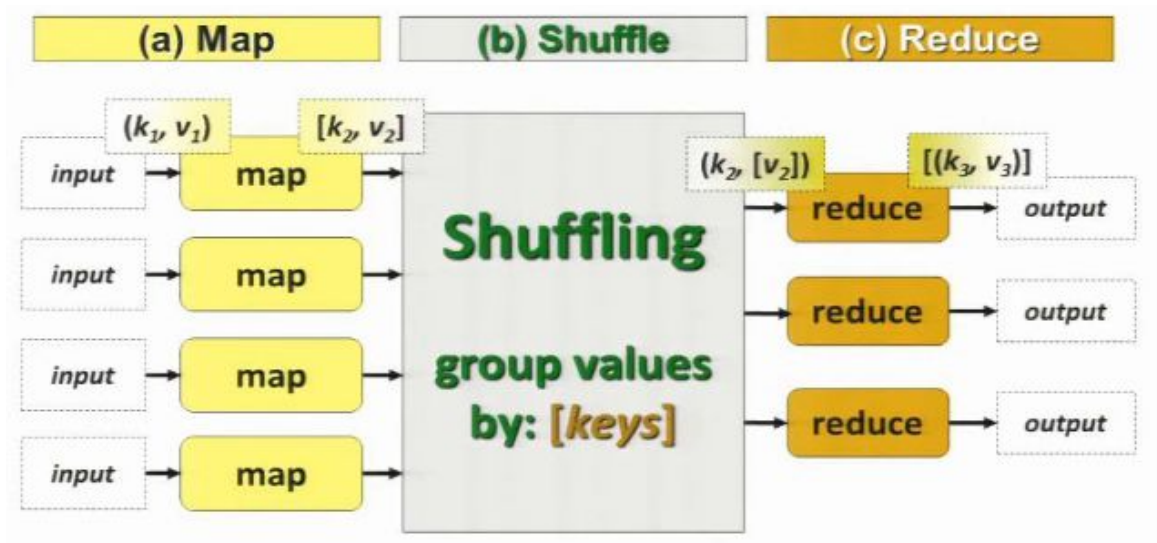 (a) Map
(b) Shuffle
(c) Reduce
(k₁, v₁)
[k₂, v₂]
input
map
input
map
input
map
input
map
Shuffling
group values
by: [keys]
(k₂, [v₂])
[(k₃, v₃)]
reduce
output
reduce
output
reduce
output